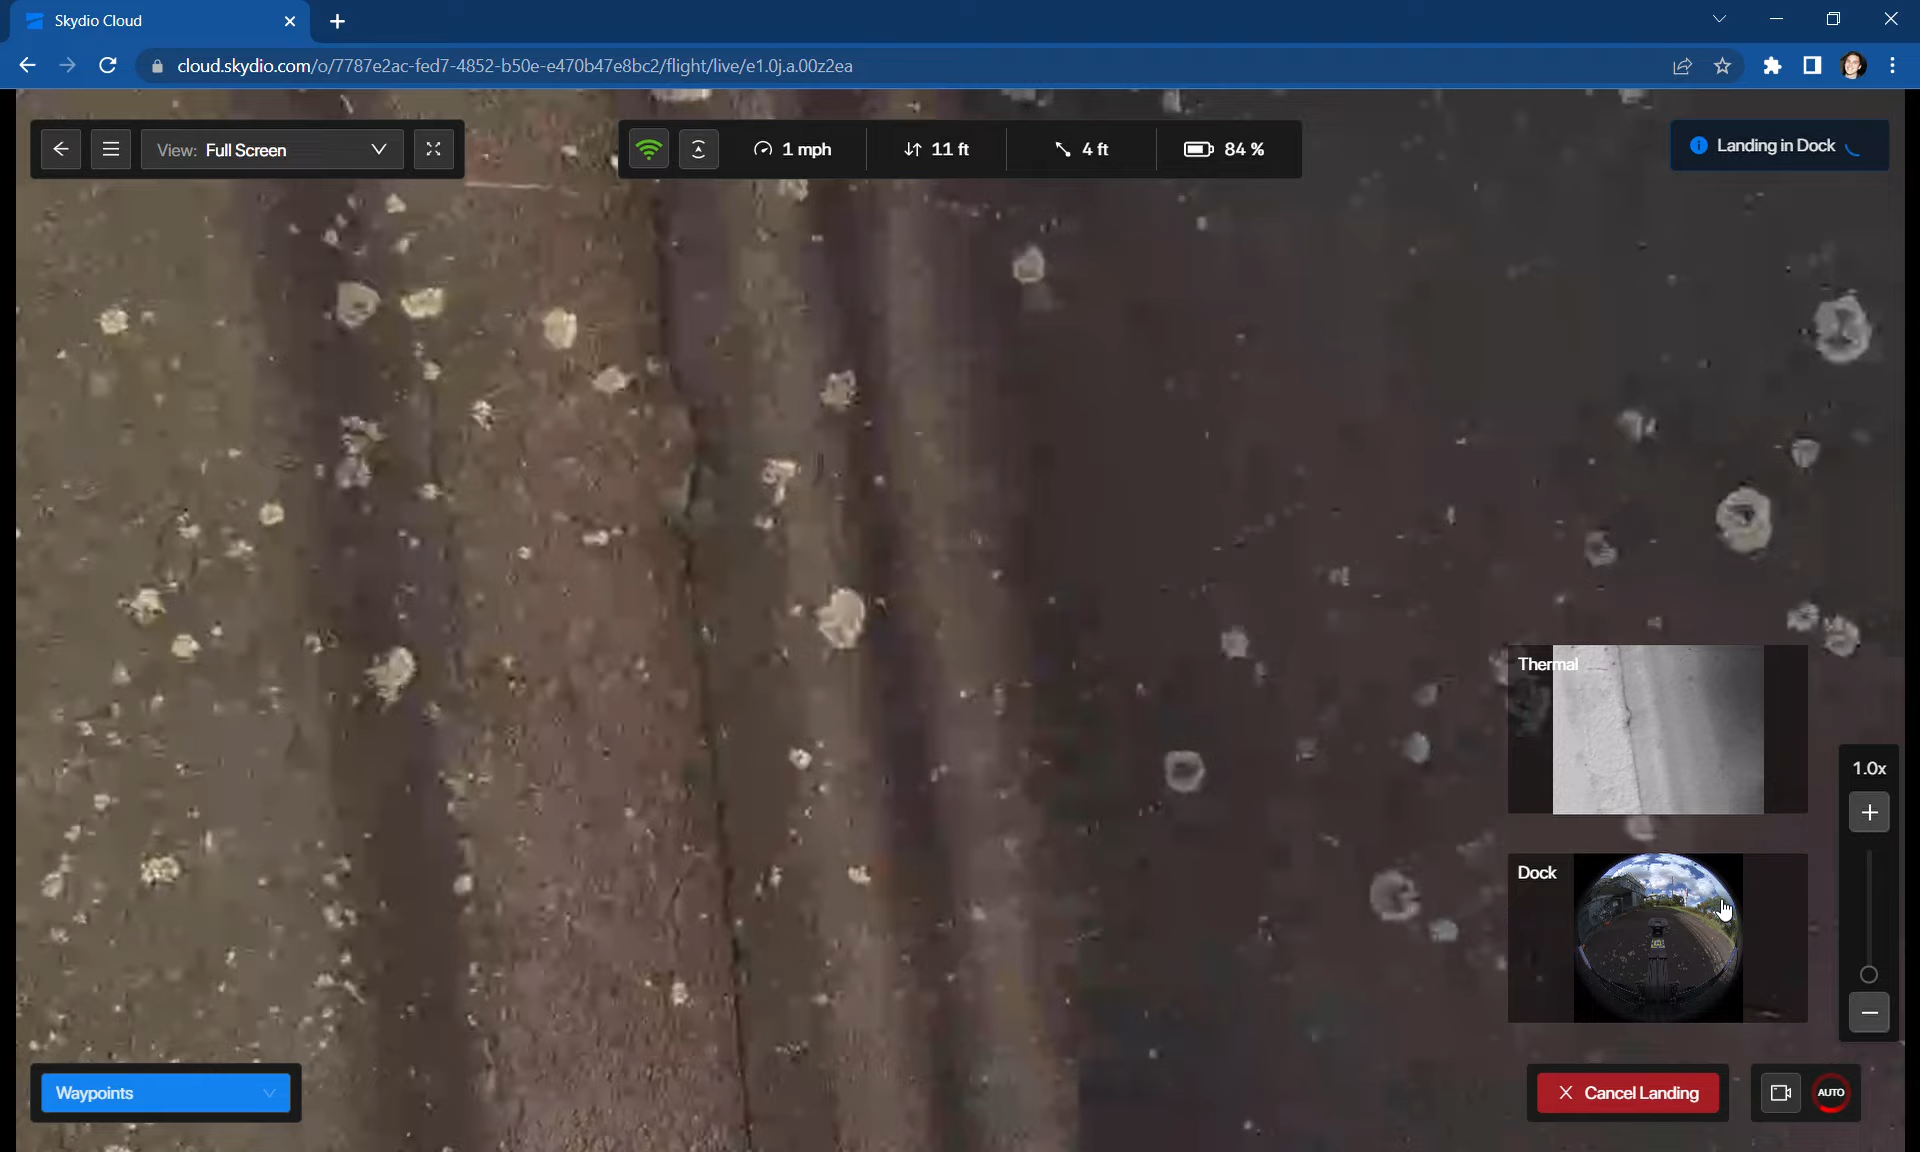 Skydio Cloud
cloud.skydio.com/o/7787e2ac-fed7-4852-b50e-e470b47e8bc2/flight/live/e1.0j.a.00z2ea
View: Full Screen
1 mph
11 ft
4 ft
84 %
Landing in Dock
Thermal
1.0x
Dock
Waypoints
Cancel Landing
AUTO